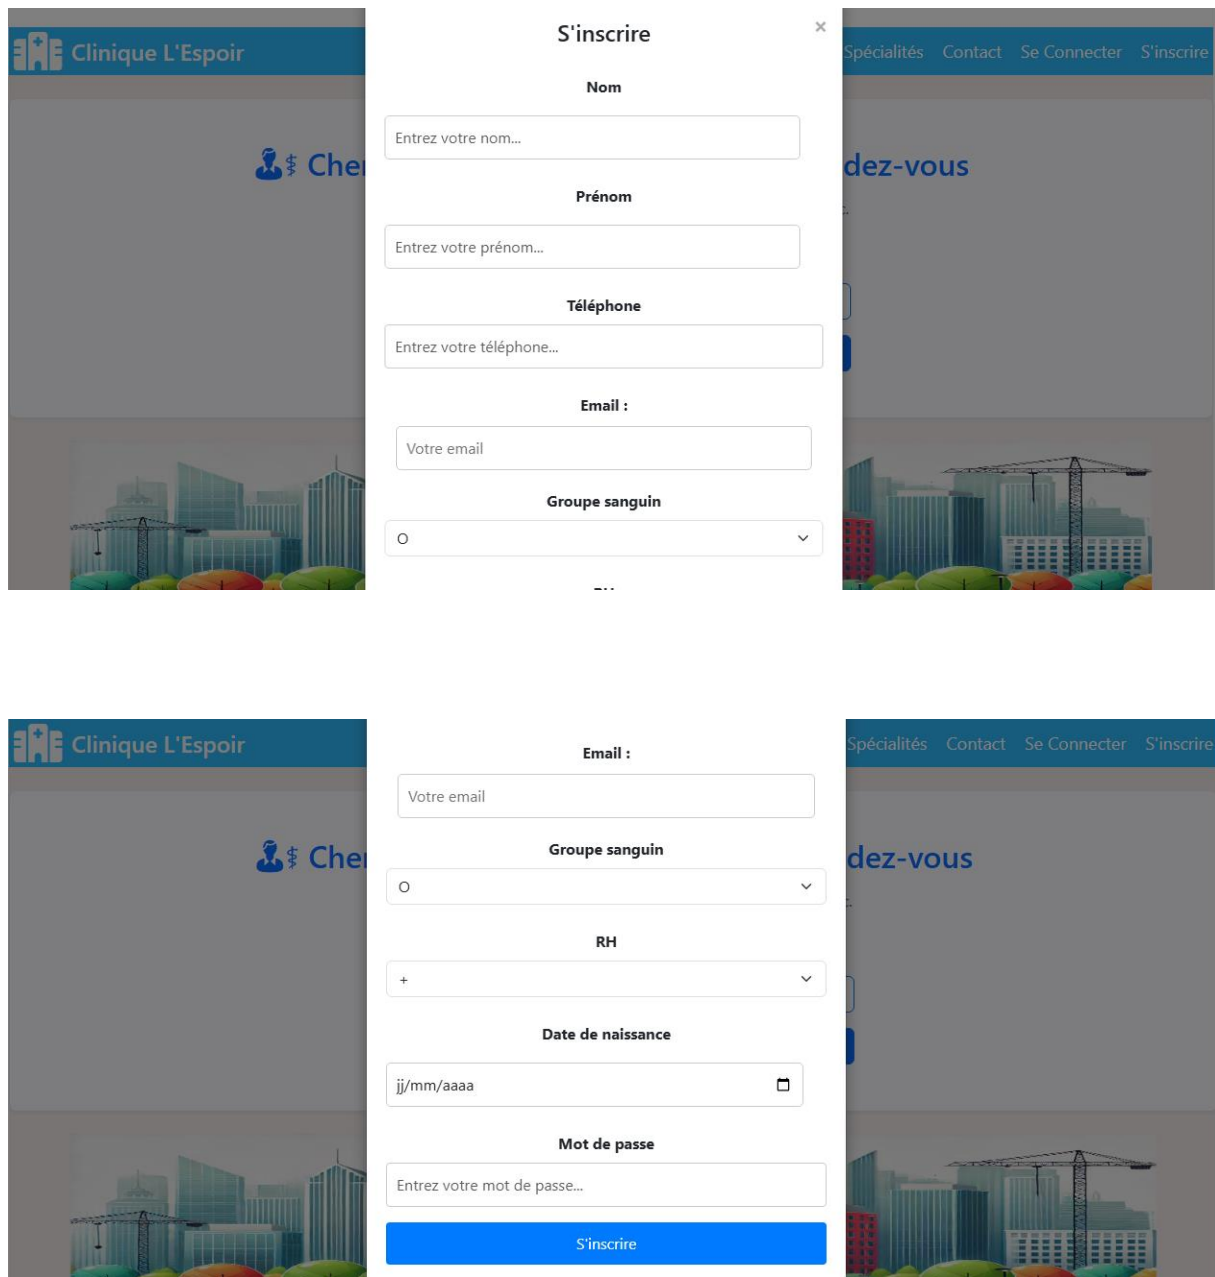 S'inscrire ×
Clinique L'Espoir Spécialités Contact Se Connecter S'inscrire
Nom
Entrez votre nom...
dez-vous
Prénom
Entrez votre prénom...
Téléphone
Entrez votre téléphone...
Email :
Votre email
Groupe sanguin
O
Clinique L'Espoir Spécialités Contact Se Connecter S'inscrire
Email :
Votre email
Groupe sanguin
dez-vous
O
RH
+
Date de naissance
jj/mm/aaaa
Mot de passe
Entrez votre mot de passe...
S'inscrire